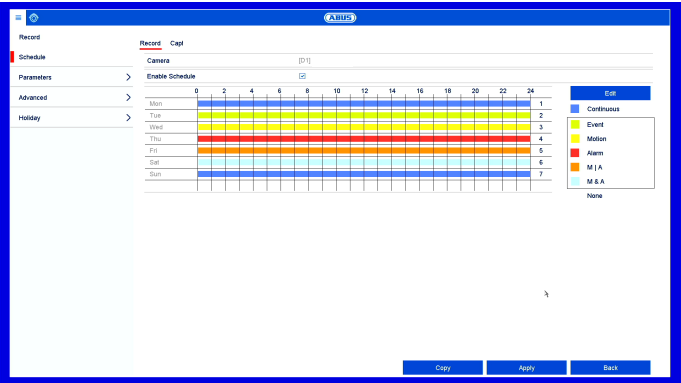 ABUS
Record
Schedule
Parameters
Advanced
Holiday
Record Capt
Camera [D1]
Enable Schedule
0 2 4 6 8 10 12 14 16 18 20 22 24
Mon 1
Tue 2
Wed 3
Thu 4
Fri 5
Sat 6
Sun 7
Edit
Continuous
Event
Motion
Alarm
M | A
M & A
None
Copy Apply Back